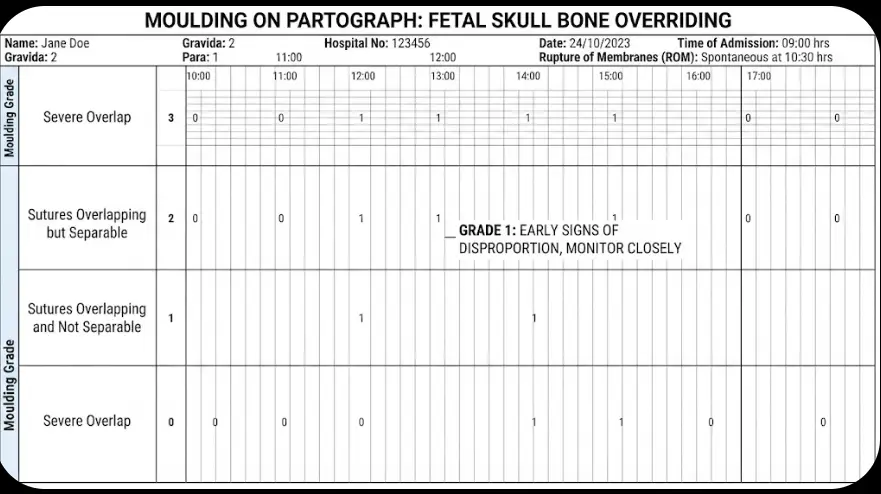 MOULDING ON PARTOGRAPH: FETAL SKULL BONE OVERRIDING
Name: Jane Doe Gravida: 2 Hospital No: 123456 Date: 24/10/2023 Time of Admission: 09:00 hrs
Gravida: 2 Para: 1 11:00 12:00 Rupture of Membranes (ROM): Spontaneous at 10:30 hrs
10:00 11:00 12:00 13:00 14:00 15:00 16:00 17:00
Moulding Grade
Severe Overlap 3 0 0 1 1 1 1 0 0
Sutures Overlapping
but Separable
2 0 0 1 1 1 0 0
GRADE 1: EARLY SIGNS OF
DISPROPORTION, MONITOR CLOSELY
Moulding Grade
Sutures Overlapping
and Not Separable
1 1 1
Severe Overlap 0 0 0 0 1 1 0 0